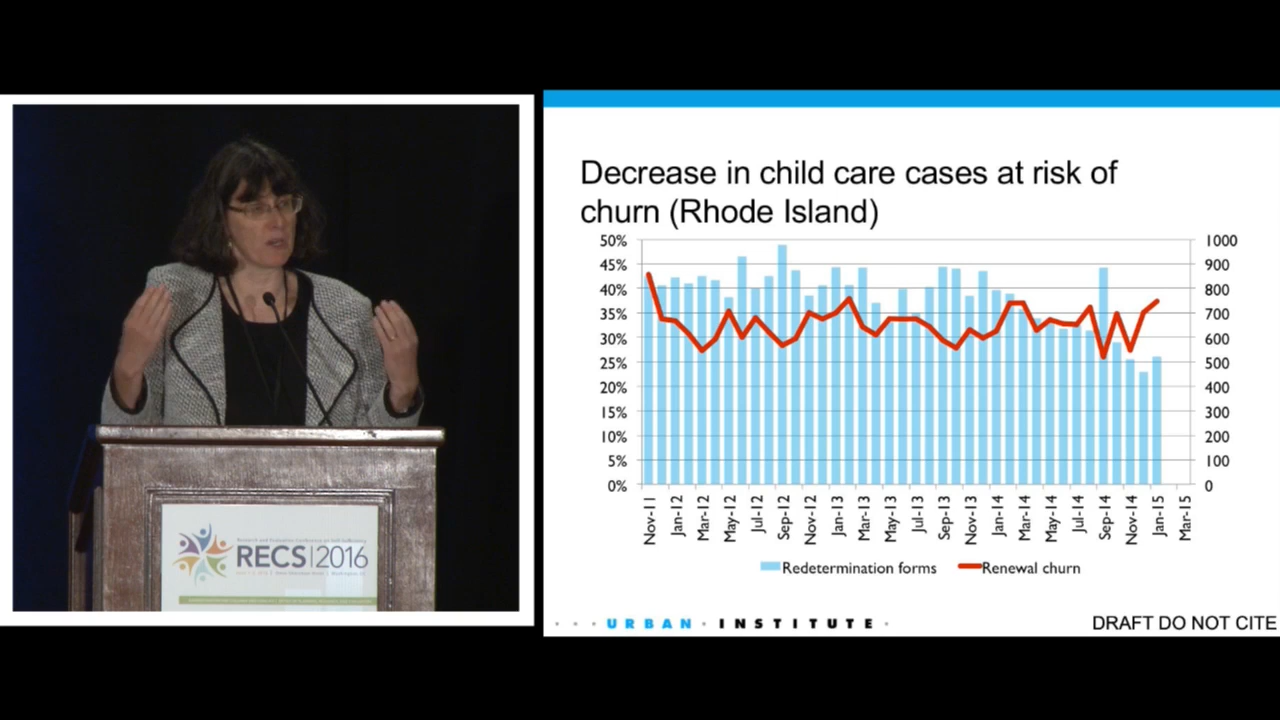 Decrease in child care cases at risk of
churn (Rhode Island)
50%
45%
40%
35%
30%
25%
20%
15%
10%
5%
0%
1000
900
800
700
600
500
400
300
200
100
0
Nov-11
Jan-12
Mar-12
May-12
Jul-12
Sep-12
Nov-12
Jan-13
Mar-13
May-13
Jul-13
Sep-13
Nov-13
Jan-14
Mar-14
May-14
Jul-14
Sep-14
Nov-14
Jan-15
Mar-15
Redetermination forms Renewal churn
URBAN · INSTITUTE
DRAFT DO NOT CITE
RECS|2016